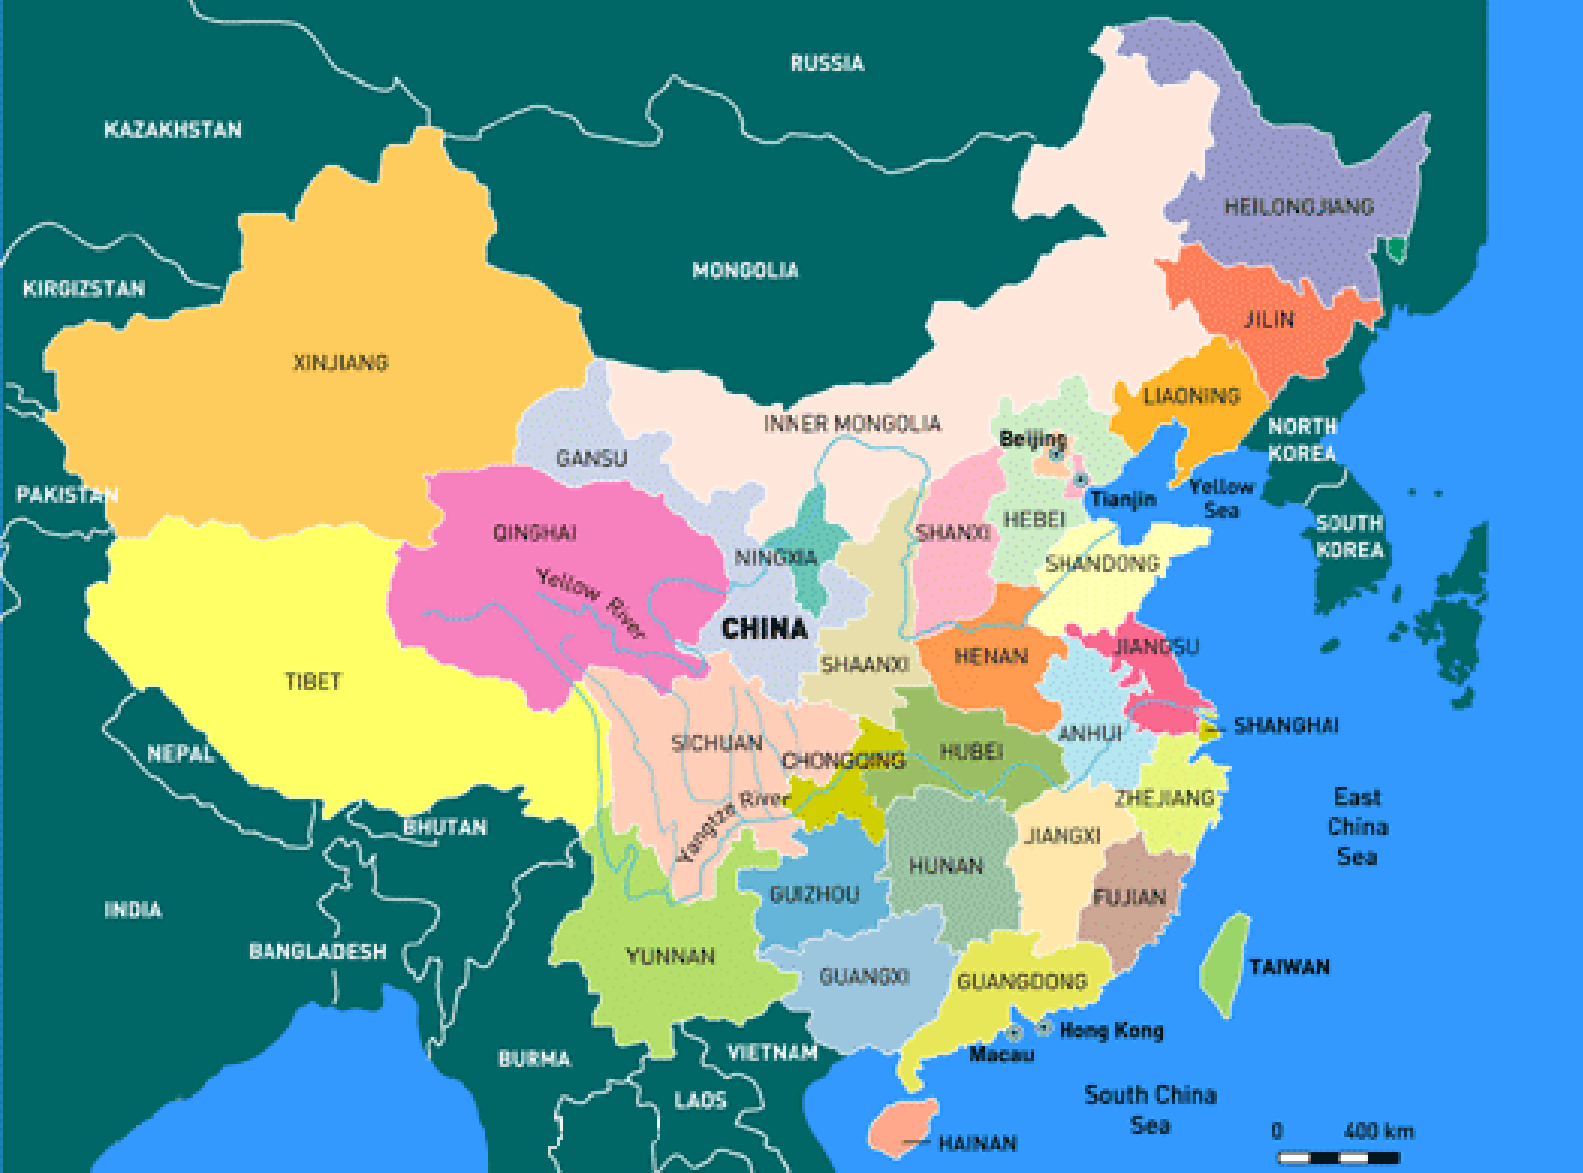 RUSSIA
KAZAKHSTAN
HEILONGJIANG
MONGOLIA
KIRGIZSTAN
JILIN
XINJIANG
LIAONING
INNER MONGOLIA
NORTH
KOREA
Beijing
GANSU
Yellow
Sea
PAKISTAN
Tianjin
HEBEI
SOUTH
KOREA
QINGHAI
SHANXI
NINGXIA
SHANDONG
Yellow River
CHINA
JIANGSU
HENAN
SHAANXI
TIBET
SHANGHAI
ANHUI
SICHUAN
HUBEI
NEPAL
CHONGQING
ZHEJIANG
East
China
Sea
Yangtze River
BHUTAN
JIANGXI
HUNAN
GUIZHOU
FUJIAN
INDIA
BANGLADESH
YUNNAN
TAIWAN
GUANGXI
GUANGDONG
Hong Kong
Macau
VIETNAM
BURMA
LAOS
South China
Sea
HAINAN
0 400 km